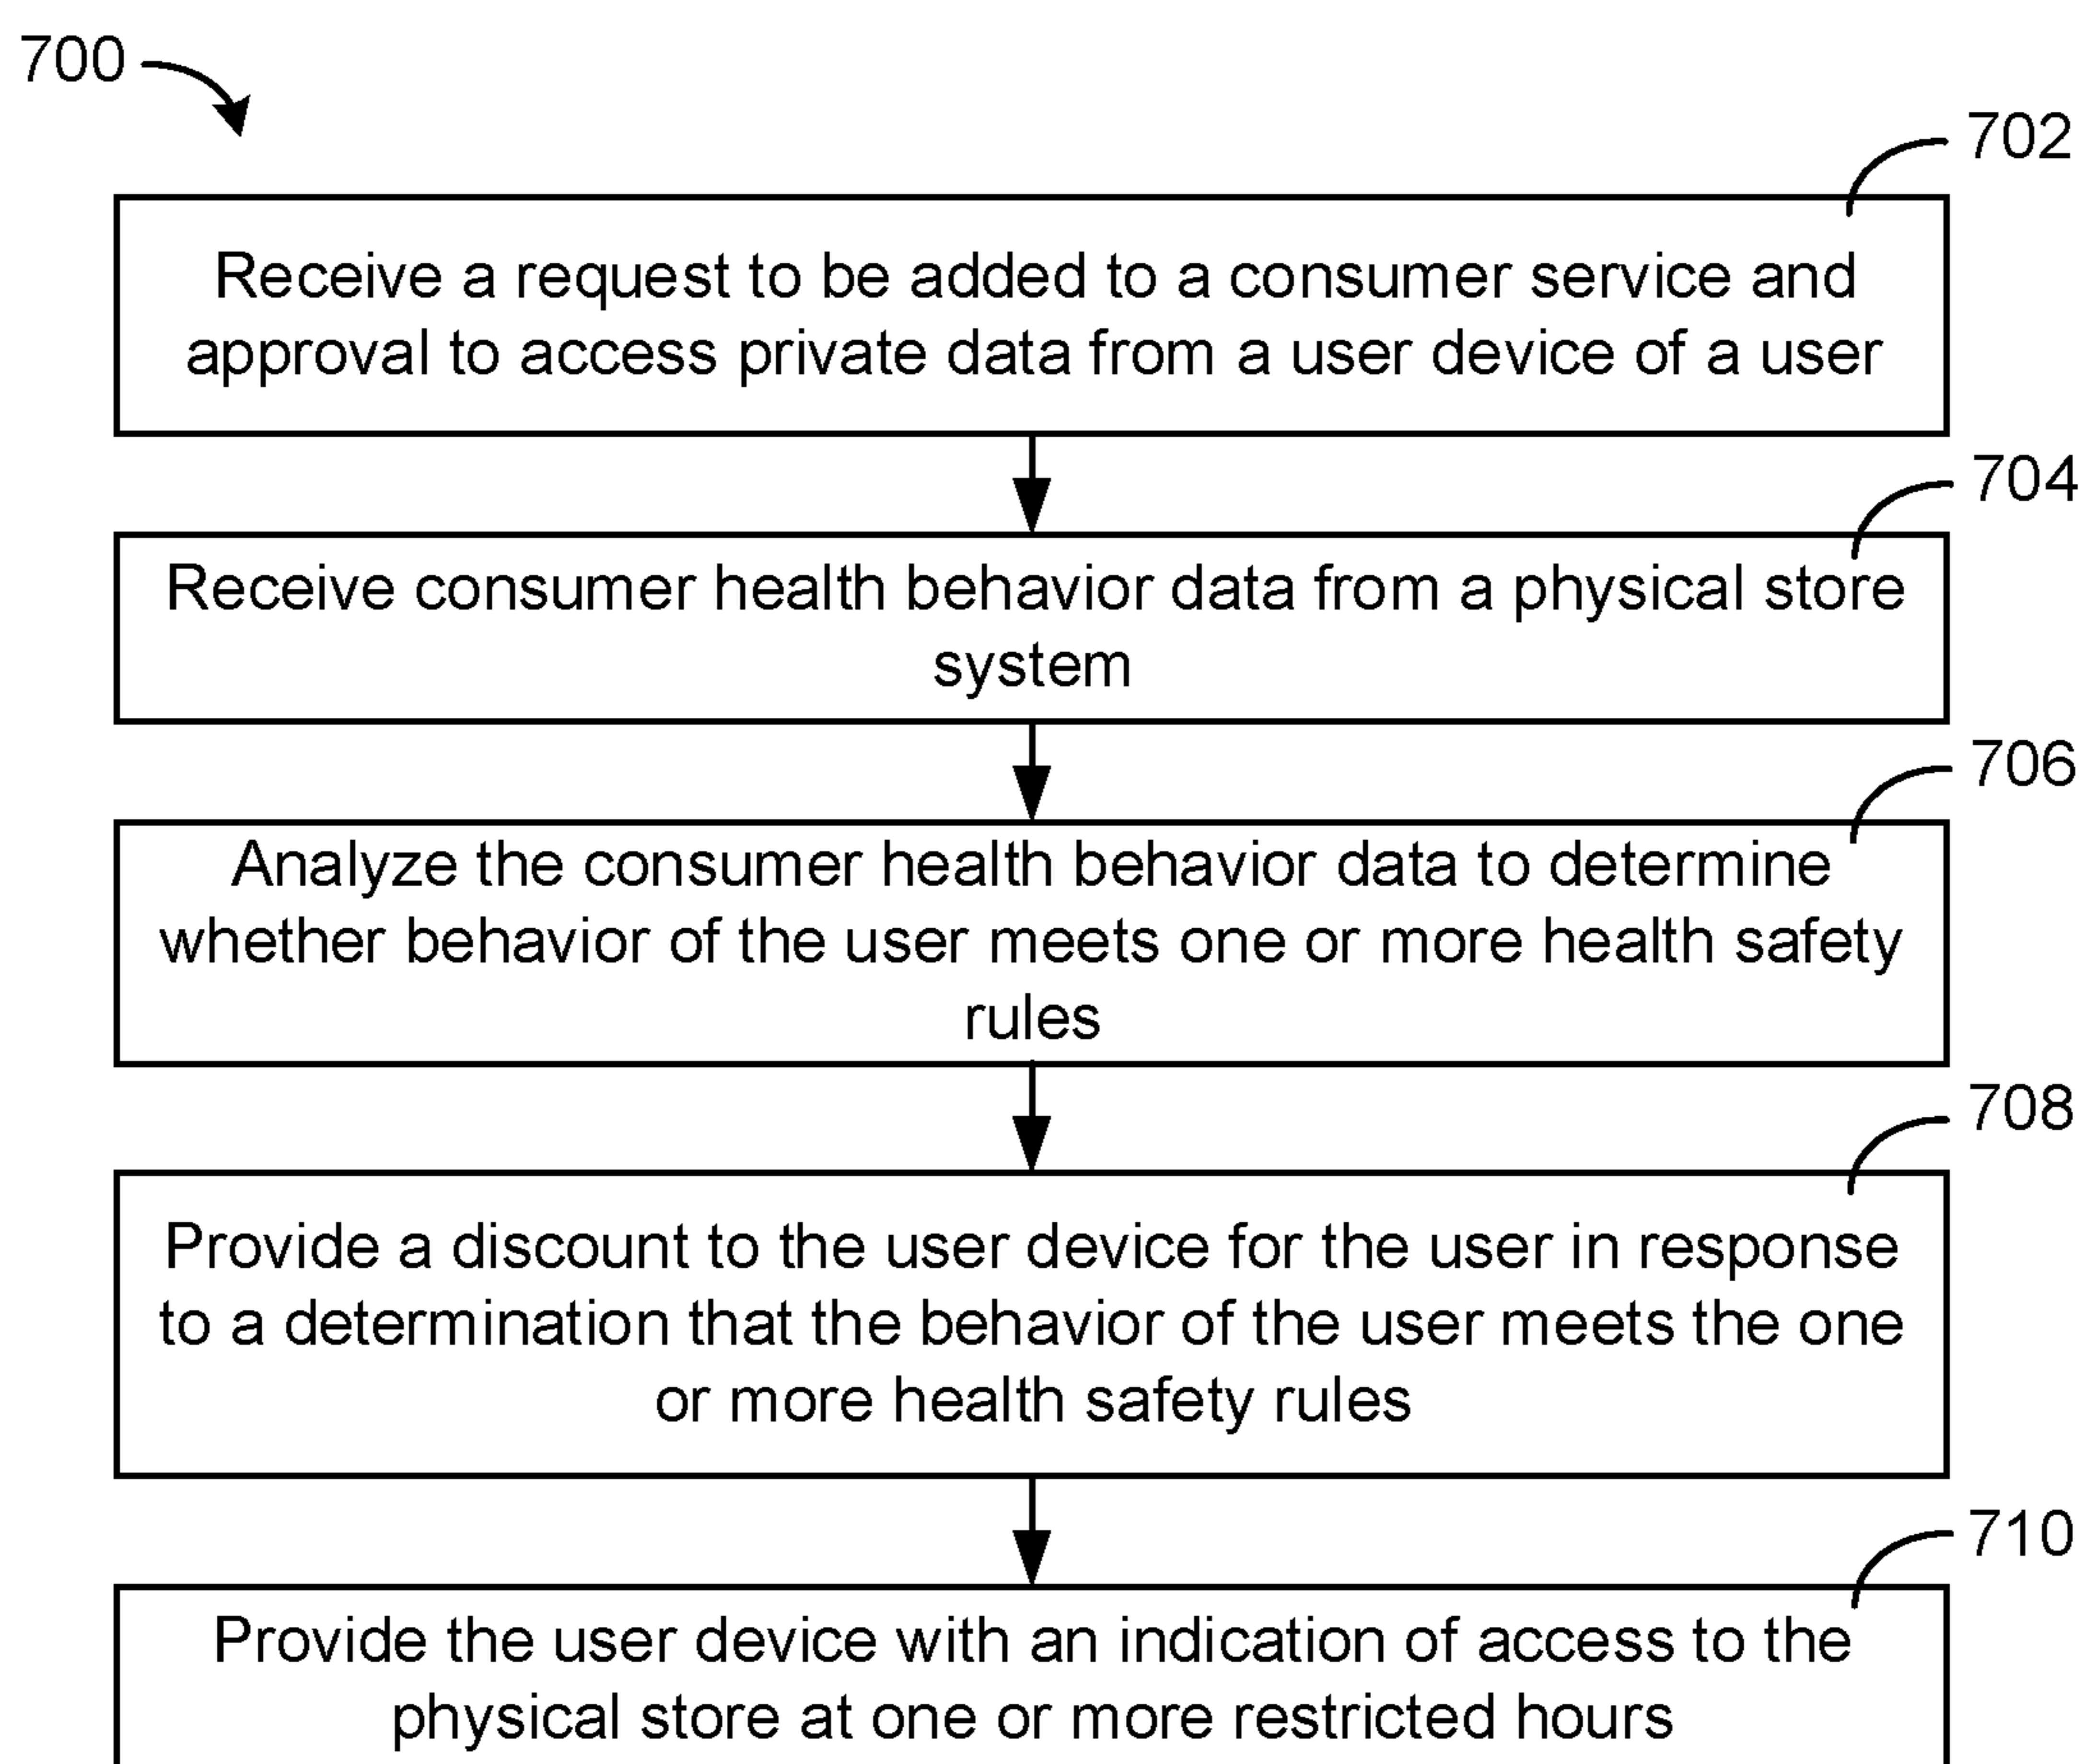 700
702
Receive a request to be added to a consumer service and
approval to access private data from a user device of a user
704
Receive consumer health behavior data from a physical store
system
706
Analyze the consumer health behavior data to determine
whether behavior of the user meets one or more health safety
rules
708
Provide a discount to the user device for the user in response
to a determination that the behavior of the user meets the one
or more health safety rules
710
Provide the user device with an indication of access to the
physical store at one or more restricted hours